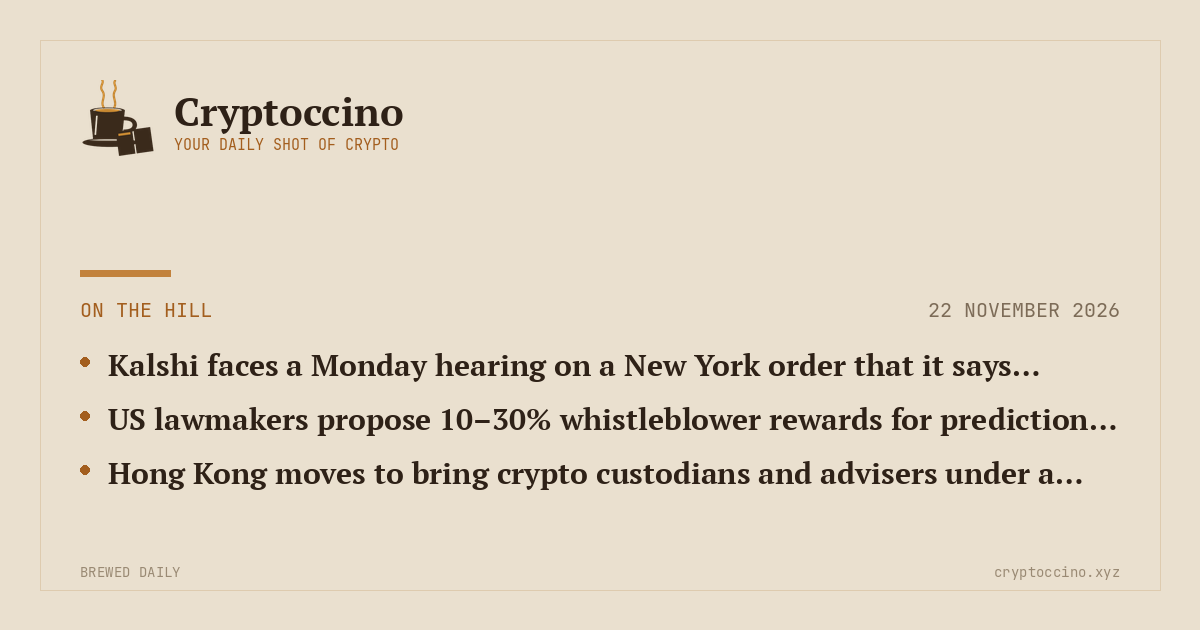 Cryptoccino
YOUR DAILY SHOT OF CRYPTO
ON THE HILL
22 NOVEMBER 2026
Kalshi faces a Monday hearing on a New York order that it says...
US lawmakers propose 10–30% whistleblower rewards for prediction...
Hong Kong moves to bring crypto custodians and advisers under a...
BREWED DAILY
cryptoccino.xyz